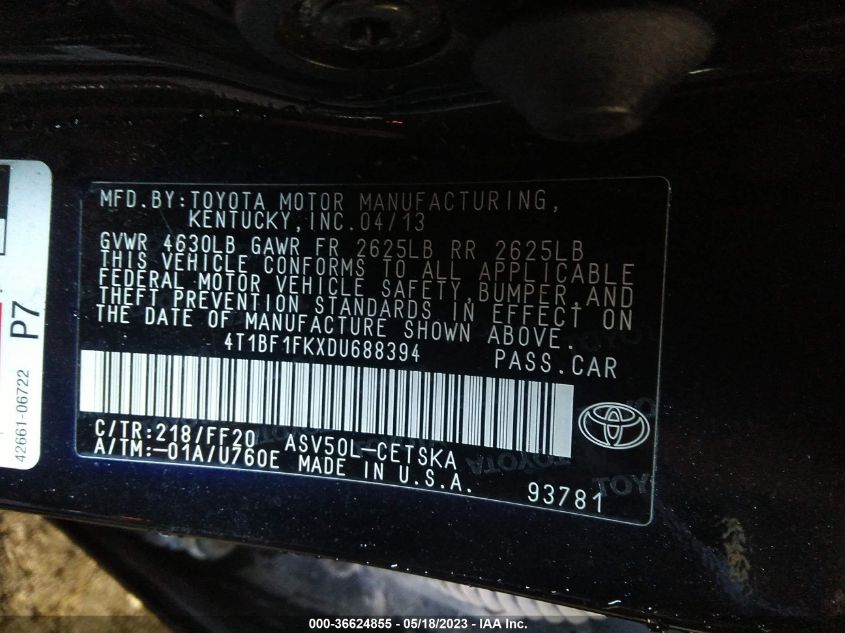 MFD.BY:TOYOTA MOTOR MANUFACTURING,
KENTUCKY,INC.04/13
GVWR 4630LB GAWR FR 2625LB RR 2625LB
THIS VEHICLE CONFORMS TO ALL APPLICABLE
FEDERAL MOTOR VEHICLE SAFETY,BUMPER,AND
THEFT PREVENTION STANDARDS IN EFFECT ON
THE DATE OF MANUFACTURE SHOWN ABOVE.
4T1BF1FKXDU688394 PASS.CAR
C/TR:218/FF20 ASV50L-CETSKA
A/TM:-01A/U760E MADE IN U.S.A.
93781
TOYOTA
TOYO
P7
42661-06722
000-36624855 — 05/18/2023 — IAA Inc.